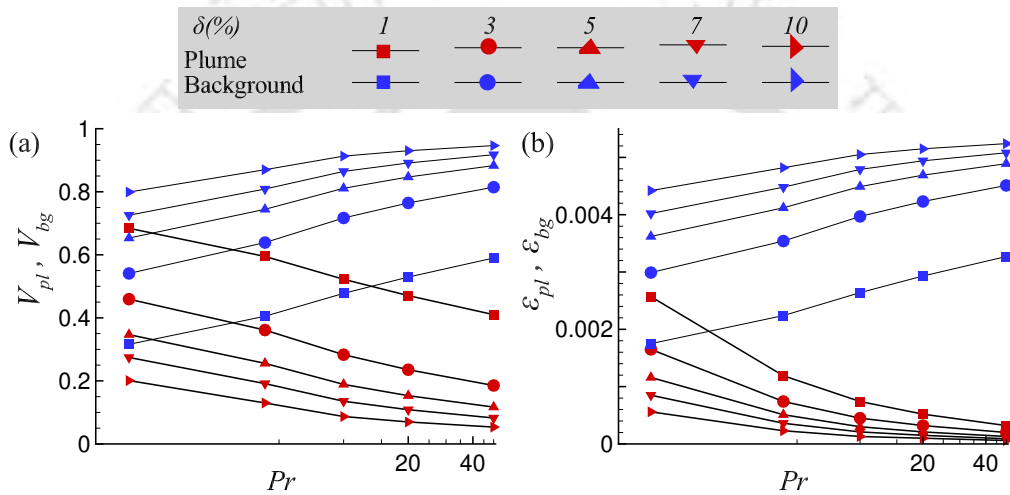 δ(%) 1 3 5 7 10
Plume
Background
(a)
1
0.8
0.6
0.4
0.2
0
V_pl , V_bg
20 40
Pr
(b)
0.004
0.002
0
ε_pl , ε_bg
20 40
Pr